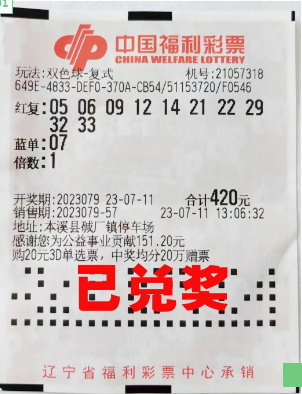 01
中国福利彩票
CHINA WELFARE LOTTERY
玩法:双色球-复式 机号:21057318
649E-4833-DEF0-370A-CB54/51153720/F0546
红复:05 06 09 12 14 21 22 29
32 33
蓝单:07
倍数:1
开奖期:2023079 23-07-11 合计420元
销售期:2023079-57 23-07-11 13:06:32
地址:本溪县碱厂镇停车场
感谢您为公益事业贡献151.20元
购20元3D单选票,中奖均分20万赠票
已兑奖
辽宁省福利彩票中心承销